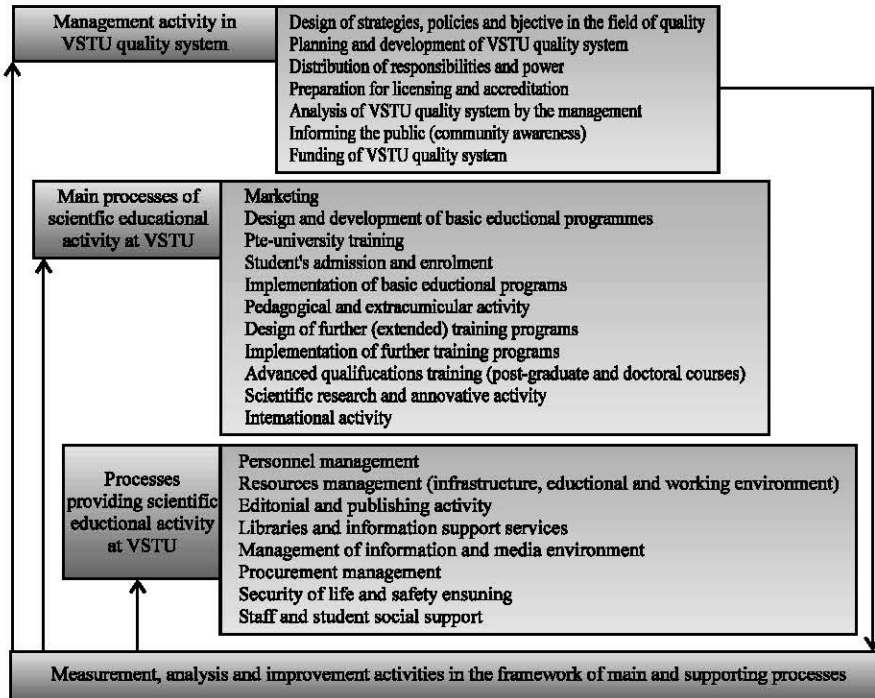 Management activity in
VSTU quality system
Design of strategies, policies and bjective in the field of quality
Planning and development of VSTU quality system
Distribution of responsibilities and power
Preparation for licensing and accreditation
Analysis of VSTU quality system by the management
Informing the public (community awareness)
Funding of VSTU quality system
Main processes of
scientfic educational
activity at VSTU
Marketing
Design and development of basic eductional programmes
Pte-university training
Student's admission and enrolment
Implementation of basic eductional programs
Pedagogical and extracumicular activity
Design of further (extended) training programs
Implementation of further training programs
Advanced qualifucations training (post-graduate and doctoral courses)
Scientific research and annovative activity
Intemational activity
Processes
providing scientific
eductional activity
at VSTU
Personnel management
Resources management (infrastructure, eductional and working environment)
Editonial and publishing activity
Libraries and information support services
Management of information and media environment
Procurement management
Security of life and safety ensuning
Staff and student social support
Measurement, analysis and improvement activities in the framework of main and supporting processes